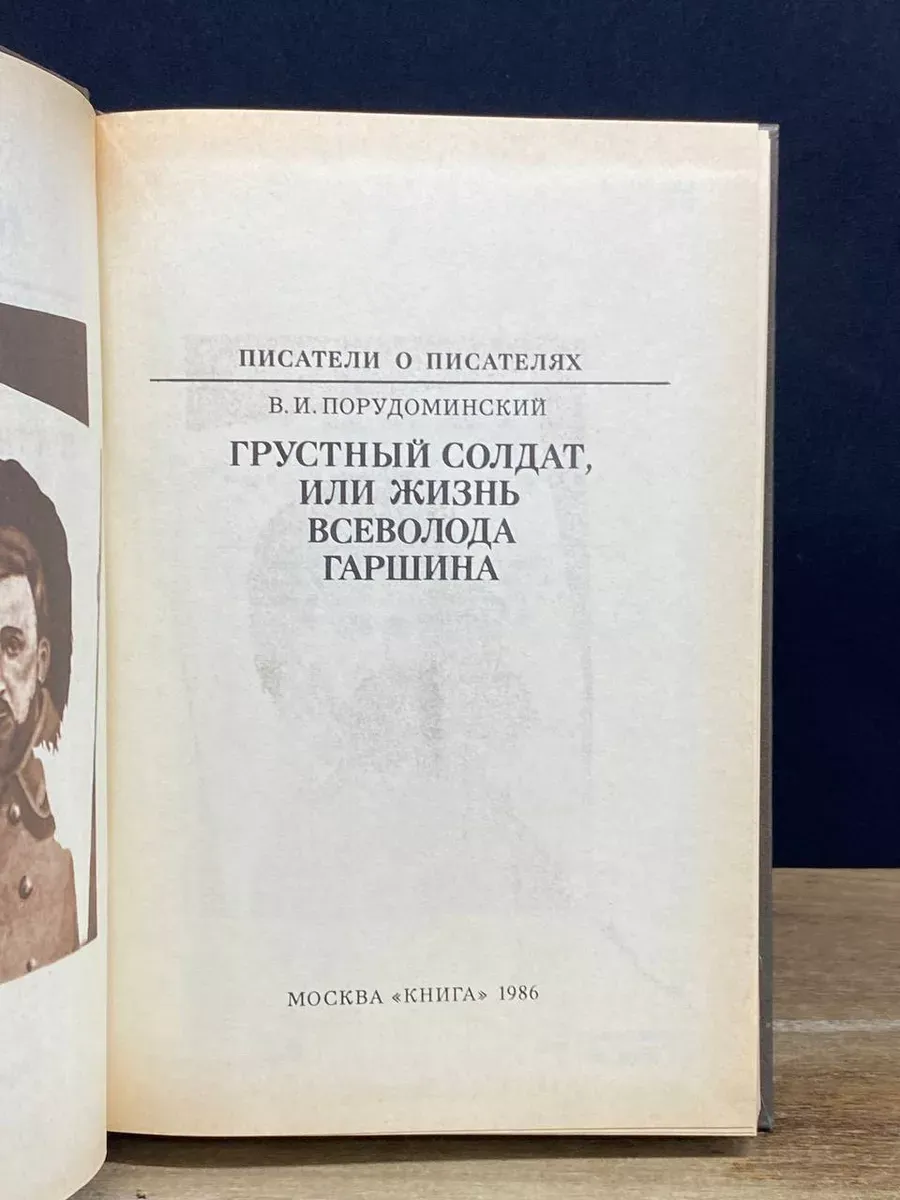 ПИСАТЕЛИ О ПИСАТЕЛЯХ
В. И. ПОРУДОМИНСКИЙ
ГРУСТНЫЙ СОЛДАТ,
ИЛИ ЖИЗНЬ
ВСЕВОЛОДА
ГАРШИНА
МОСКВА «КНИГА» 1986